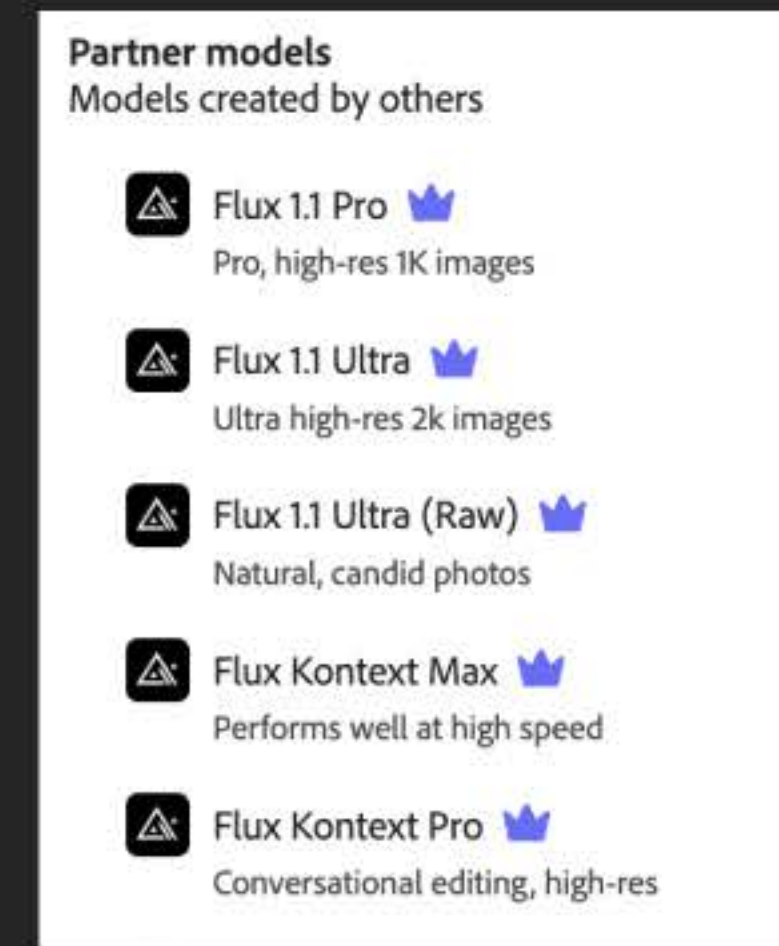 Partner models
Models created by others
Flux 1.1 Pro
Pro, high-res 1K images
Flux 1.1 Ultra
Ultra high-res 2k images
Flux 1.1 Ultra (Raw)
Natural, candid photos
Flux Kontext Max
Performs well at high speed
Flux Kontext Pro
Conversational editing, high-res